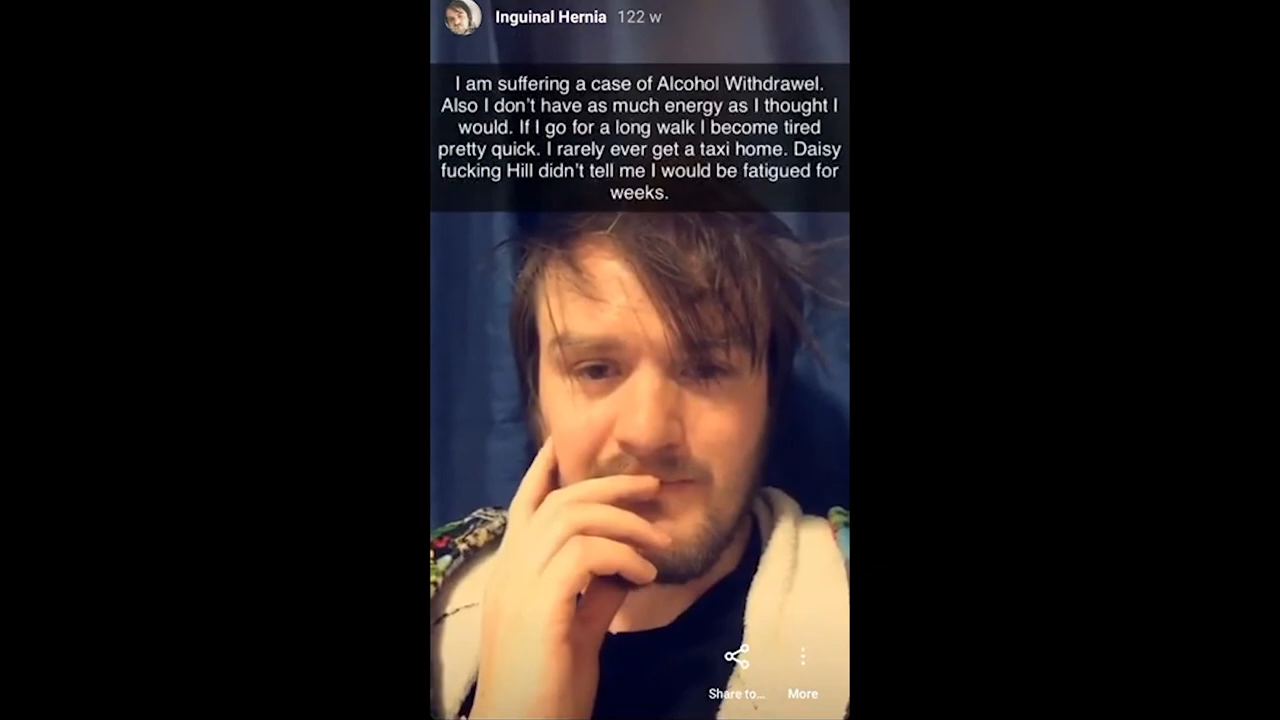 Inguinal Hernia 122 w
I am suffering a case of Alcohol Withdrawel.
Also I don't have as much energy as I thought I
would. If I go for a long walk I become tired
pretty quick. I rarely ever get a taxi home. Daisy
fucking Hill didn't tell me I would be fatigued for
weeks.
Share to... More